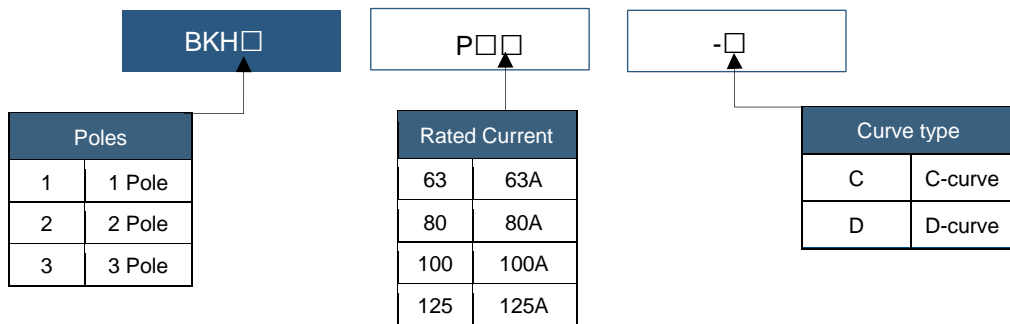 BKH□ P□□ -□
Poles
1 1 Pole
2 2 Pole
3 3 Pole
Rated Current
63 63A
80 80A
100 100A
125 125A
Curve type
C C-curve
D D-curve